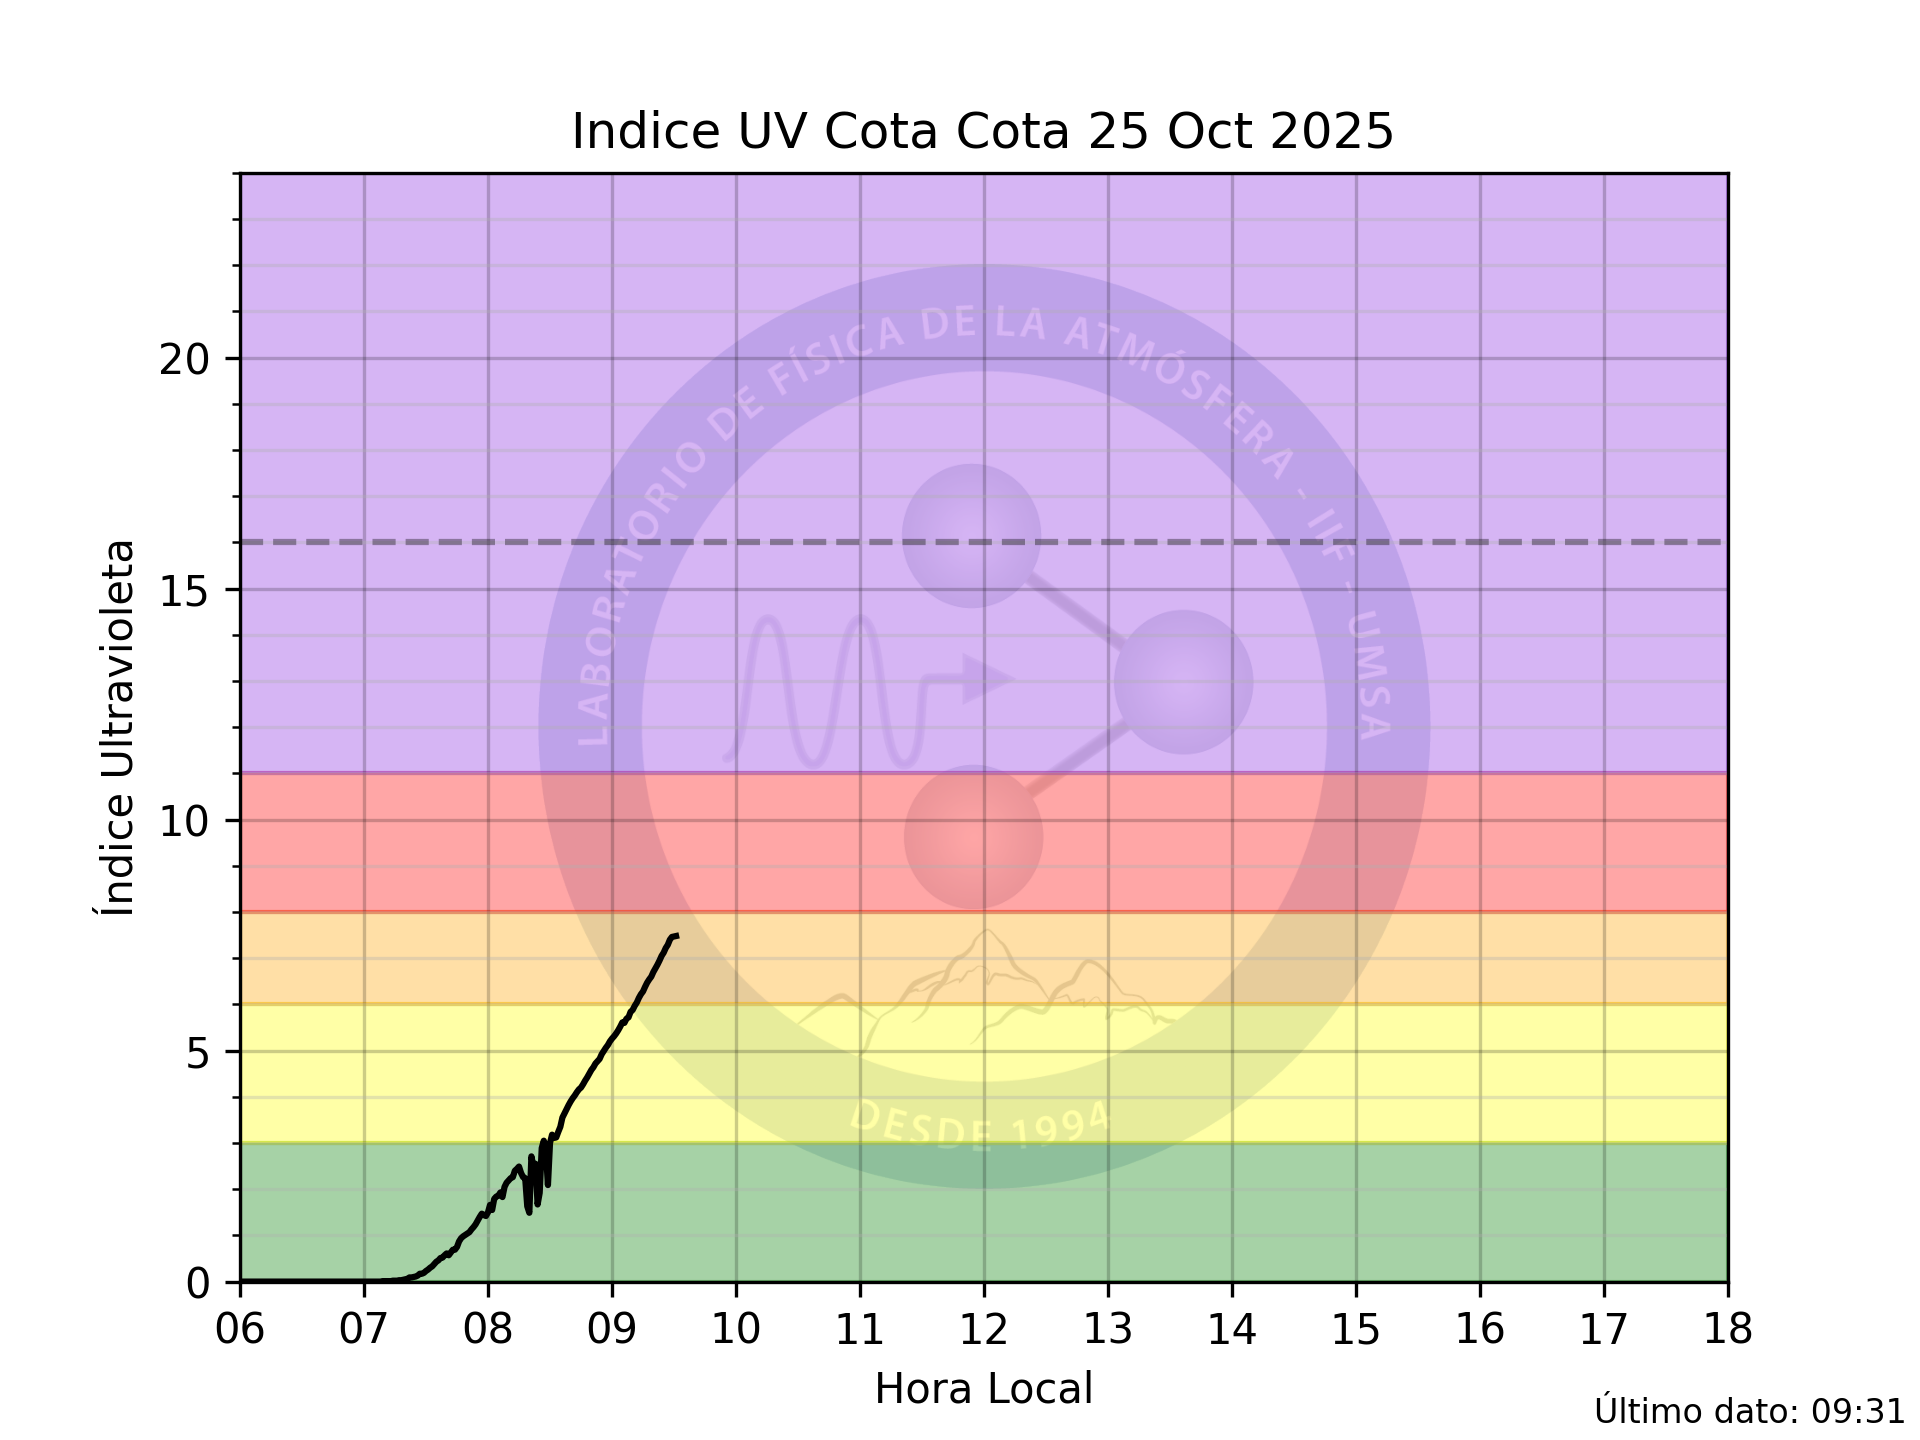 Indice UV Cota Cota 25 Oct 2025
Índice Ultravioleta
20
15
10
5
0
LABORATORIO DE FÍSICA DE LA ATMÓSFERA - IIF - UMSA
DESDE 1994
06 07 08 09 10 11 12 13 14 15 16 17 18
Hora Local
Último dato: 09:31